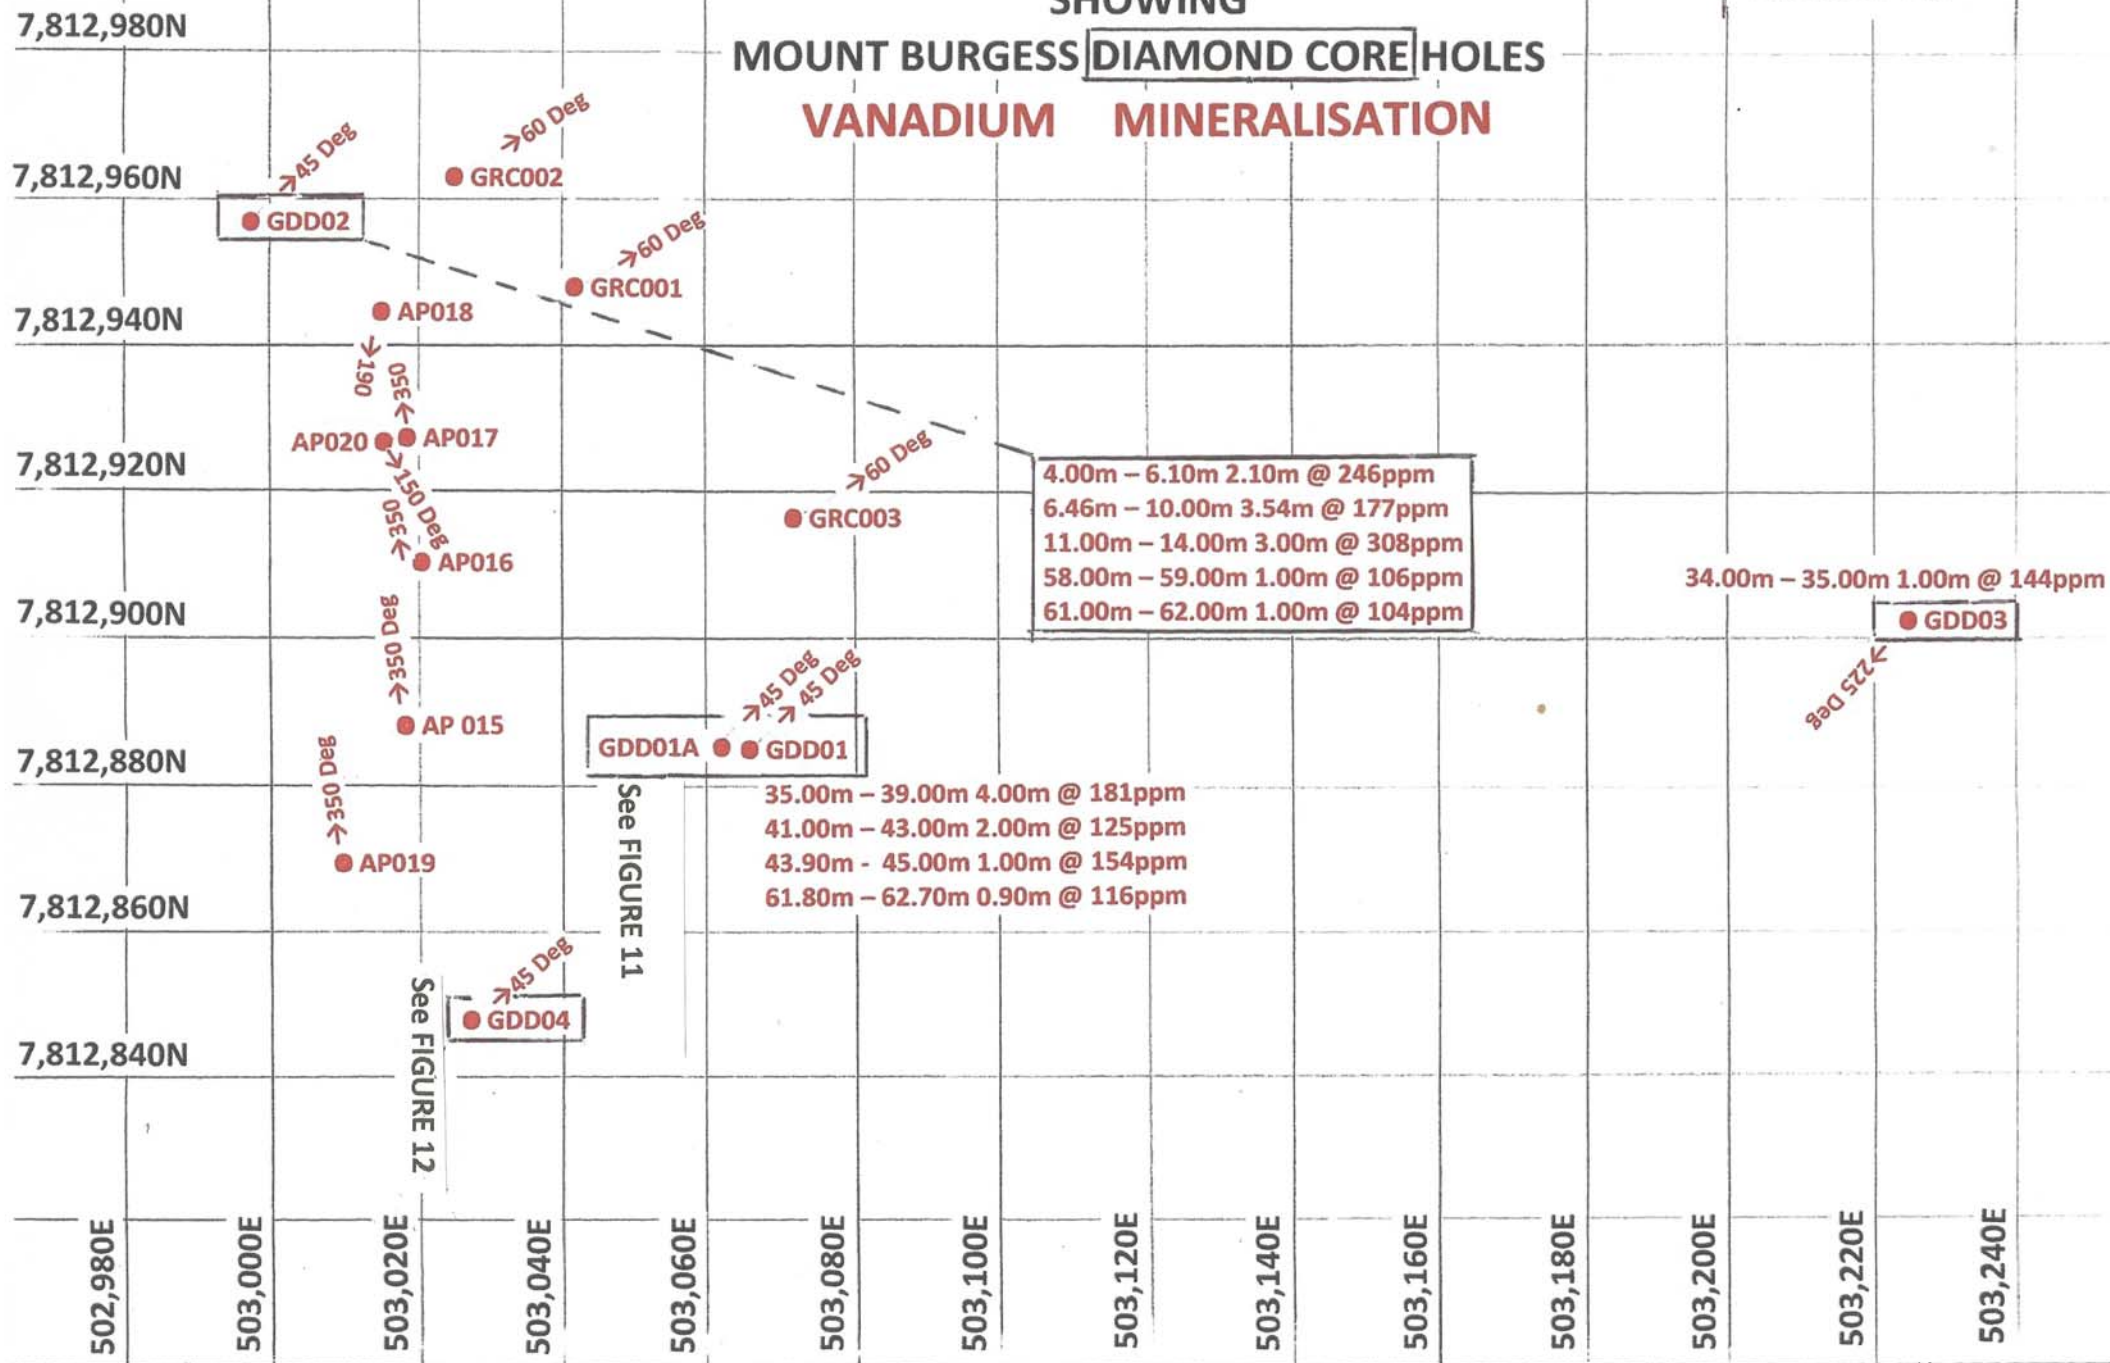 SHOWING
MOUNT BURGESS DIAMOND CORE HOLES
VANADIUM MINERALISATION
7,812,980N
7,812,960N
7,812,940N
7,812,920N
7,812,900N
7,812,880N
7,812,860N
7,812,840N
45 Deg
GDD02
60 Deg
GRC002
60 Deg
GRC001
AP018
190
350
AP020
AP017
150 Deg
350
AP016
60 Deg
GRC003
4.00m – 6.10m 2.10m @ 246ppm
6.46m – 10.00m 3.54m @ 177ppm
11.00m – 14.00m 3.00m @ 308ppm
58.00m – 59.00m 1.00m @ 106ppm
61.00m – 62.00m 1.00m @ 104ppm
34.00m – 35.00m 1.00m @ 144ppm
GDD03
225 Deg
350 Deg
AP 015
45 Deg
45 Deg
GDD01A
GDD01
35.00m – 39.00m 4.00m @ 181ppm
41.00m – 43.00m 2.00m @ 125ppm
43.90m - 45.00m 1.00m @ 154ppm
61.80m – 62.70m 0.90m @ 116ppm
350 Deg
AP019
See FIGURE 11
45 Deg
GDD04
See FIGURE 12
502,980E
503,000E
503,020E
503,040E
503,060E
503,080E
503,100E
503,120E
503,140E
503,160E
503,180E
503,200E
503,220E
503,240E